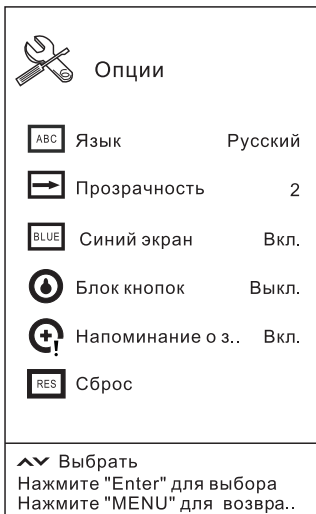 Опции
ABC Язык Русский
Прозрачность 2
BLUE Синий экран Вкл.
Блок кнопок Выкл.
Напоминание о з.. Вкл.
RES Сброс
Выбрать
Нажмите "Enter" для выбора
Нажмите "MENU" для возвра..